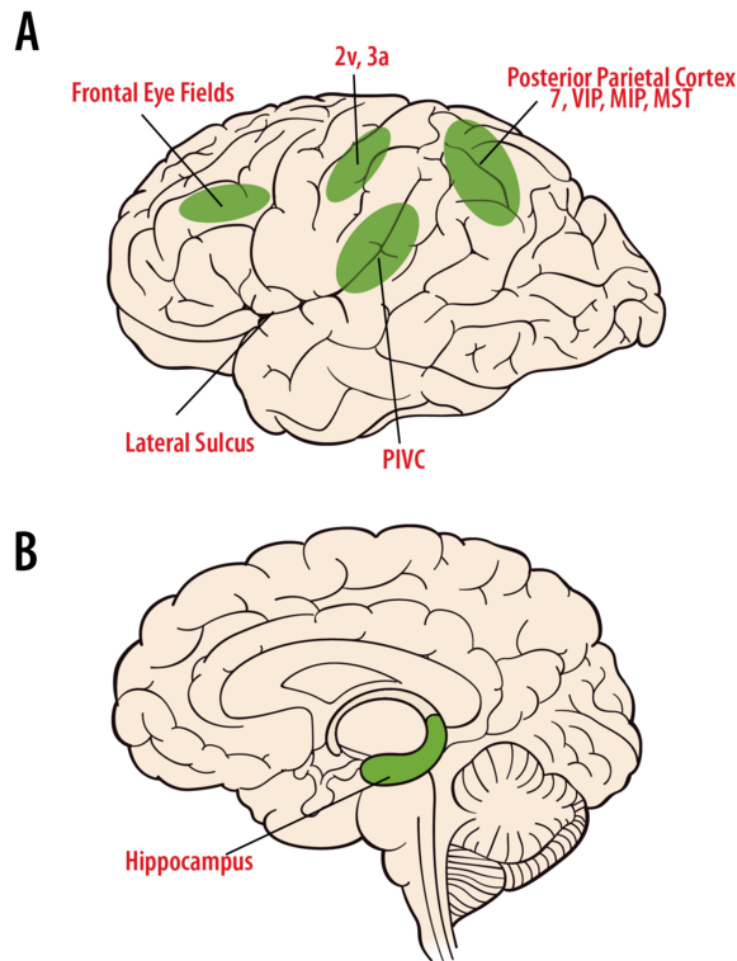 A
2v, 3a
Frontal Eye Fields
Posterior Parietal Cortex
7, VIP, MIP, MST
Lateral Sulcus
PIVC
B
Hippocampus